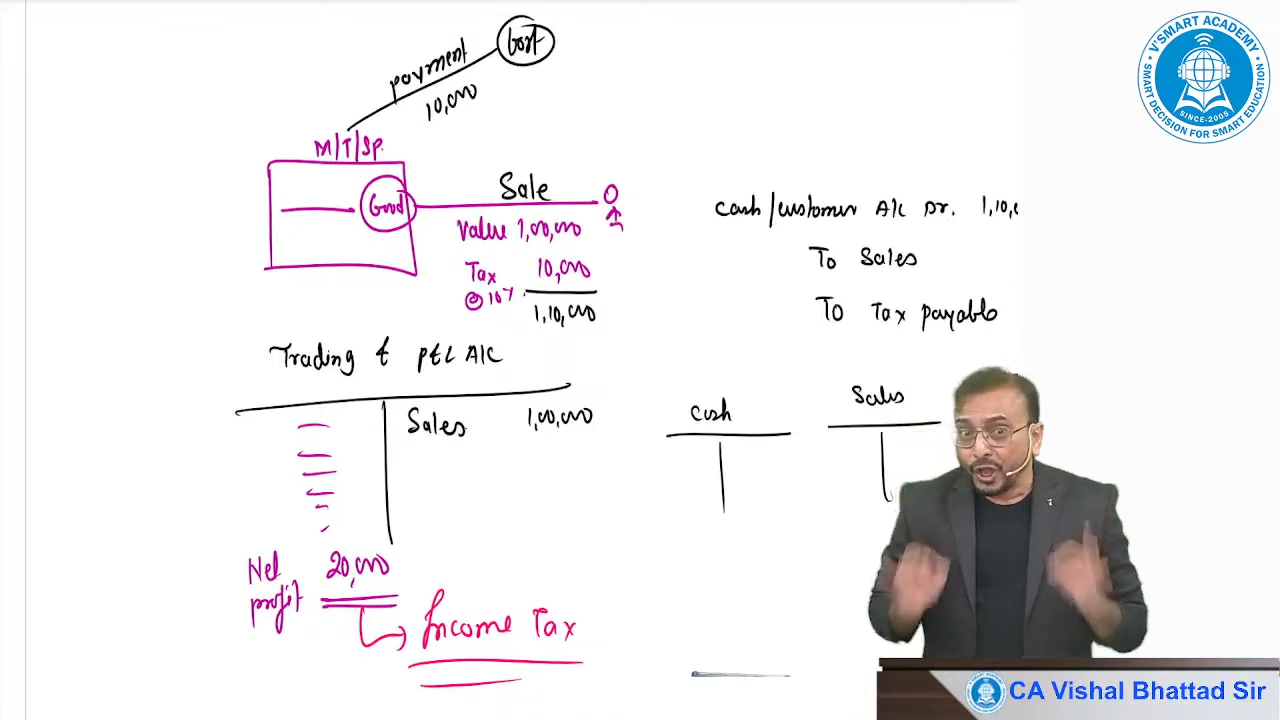 Govt
payment
10,000
M/T/SP.
Good
Sale
Value 1,00,000
Tax 10,000
@ 10%.
1,10,000
Cash/customer A/c Dr. 1,10,0
To Sales
To Tax payable
Trading & P&L A/c
Sales 1,00,000
Net profit 20,000
Income Tax
Cash
Sales
V'SMART ACADEMY
SINCE-2005
SMART DECISION FOR SMART EDUCATION
CA Vishal Bhattad Sir